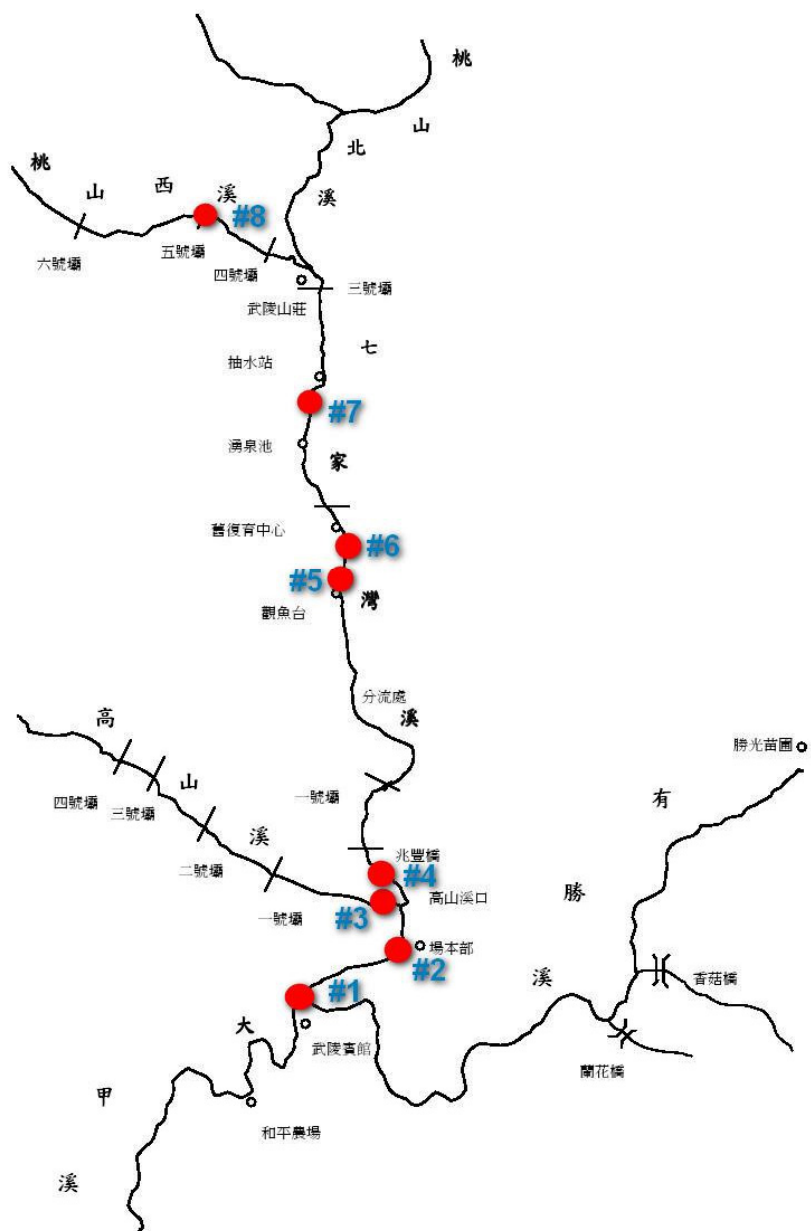 桃山北溪
桃山西溪
#8
六號壩
五號壩
四號壩
武陵山莊
三號壩
七家灣溪
抽水站
#7
湧泉池
舊復育中心
#6
#5
觀魚台
分流處
高山溪
四號壩
三號壩
二號壩
一號壩
一號壩
兆豐橋
#4
高山溪口
#3
場本部
#2
#1
武陵賓館
勝光苗圃
有勝溪
香菇橋
蘭花橋
大甲溪
和平農場